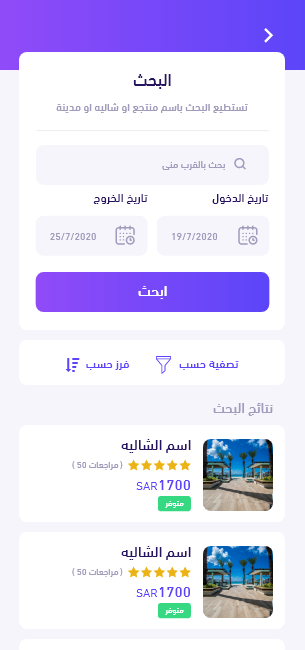 البحث
تستطيع البحث باسم منتجع او شاليه او مدينة
بحث بالقرب منى
تاريخ الدخول
تاريخ الخروج
19/7/2020
25/7/2020
ابحث
تصفية حسب
فرز حسب
نتائج البحث
اسم الشاليه
( 50 مراجعات )
SAR1700
متوفر
اسم الشاليه
( 50 مراجعات )
SAR1700
متوفر